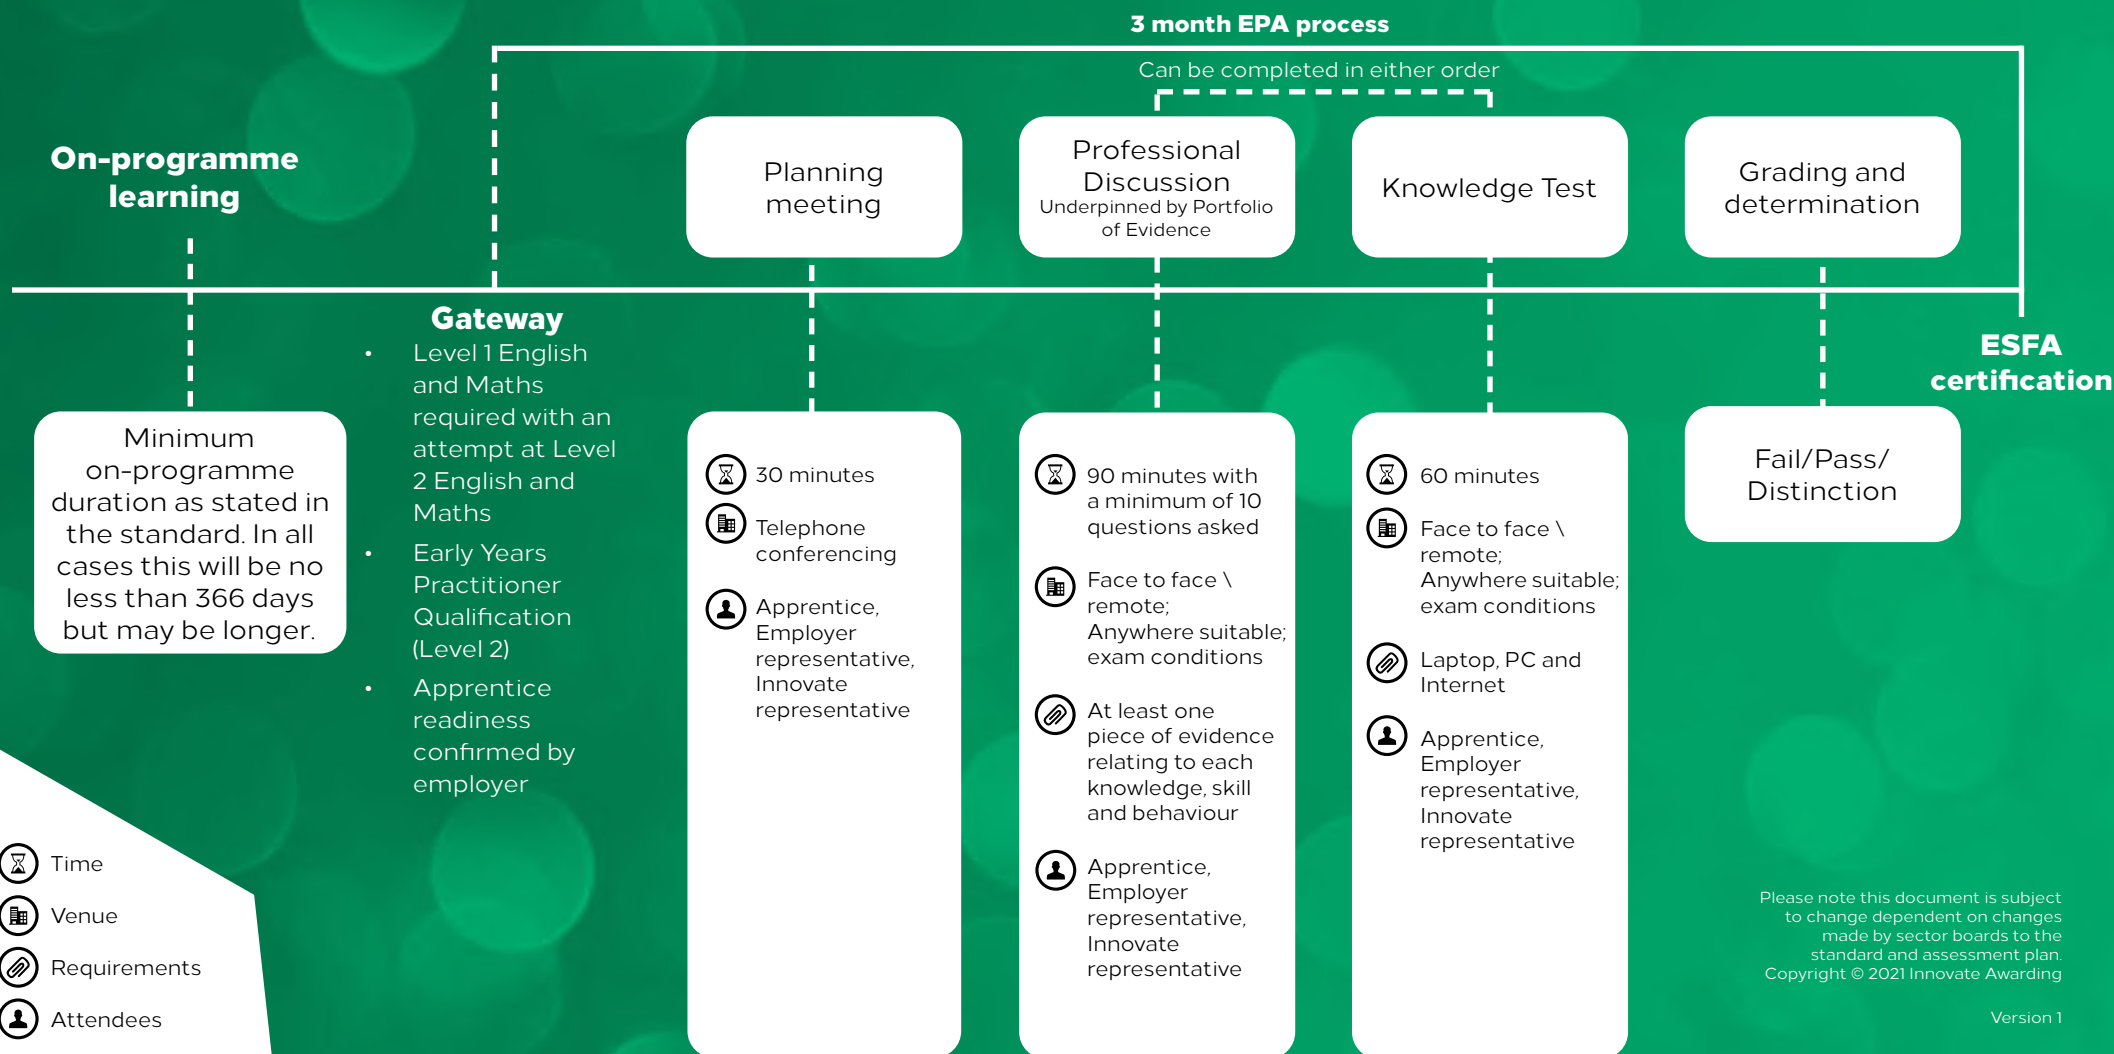 3 month EPA process
Can be completed in either order
On-programme
learning
Planning
meeting
Professional
Discussion
Underpinned by Portfolio
of Evidence
Knowledge Test
Grading and
determination
Gateway
• Level 1 English
and Maths
required with an
attempt at Level
2 English and
Maths
• Early Years
Practitioner
Qualification
(Level 2)
• Apprentice
readiness
confirmed by
employer
ESFA
certification
Minimum
on-programme
duration as stated in
the standard. In all
cases this will be no
less than 366 days
but may be longer.
30 minutes
Telephone
conferencing
Apprentice,
Employer
representative,
Innovate
representative
90 minutes with
a minimum of 10
questions asked
Face to face \
remote;
Anywhere suitable;
exam conditions
At least one
piece of evidence
relating to each
knowledge, skill
and behaviour
Apprentice,
Employer
representative,
Innovate
representative
60 minutes
Face to face \
remote;
Anywhere suitable;
exam conditions
Laptop, PC and
Internet
Apprentice,
Employer
representative,
Innovate
representative
Fail/Pass/
Distinction
Time
Venue
Requirements
Attendees
Please note this document is subject
to change dependent on changes
made by sector boards to the
standard and assessment plan.
Copyright © 2021 Innovate Awarding
Version 1